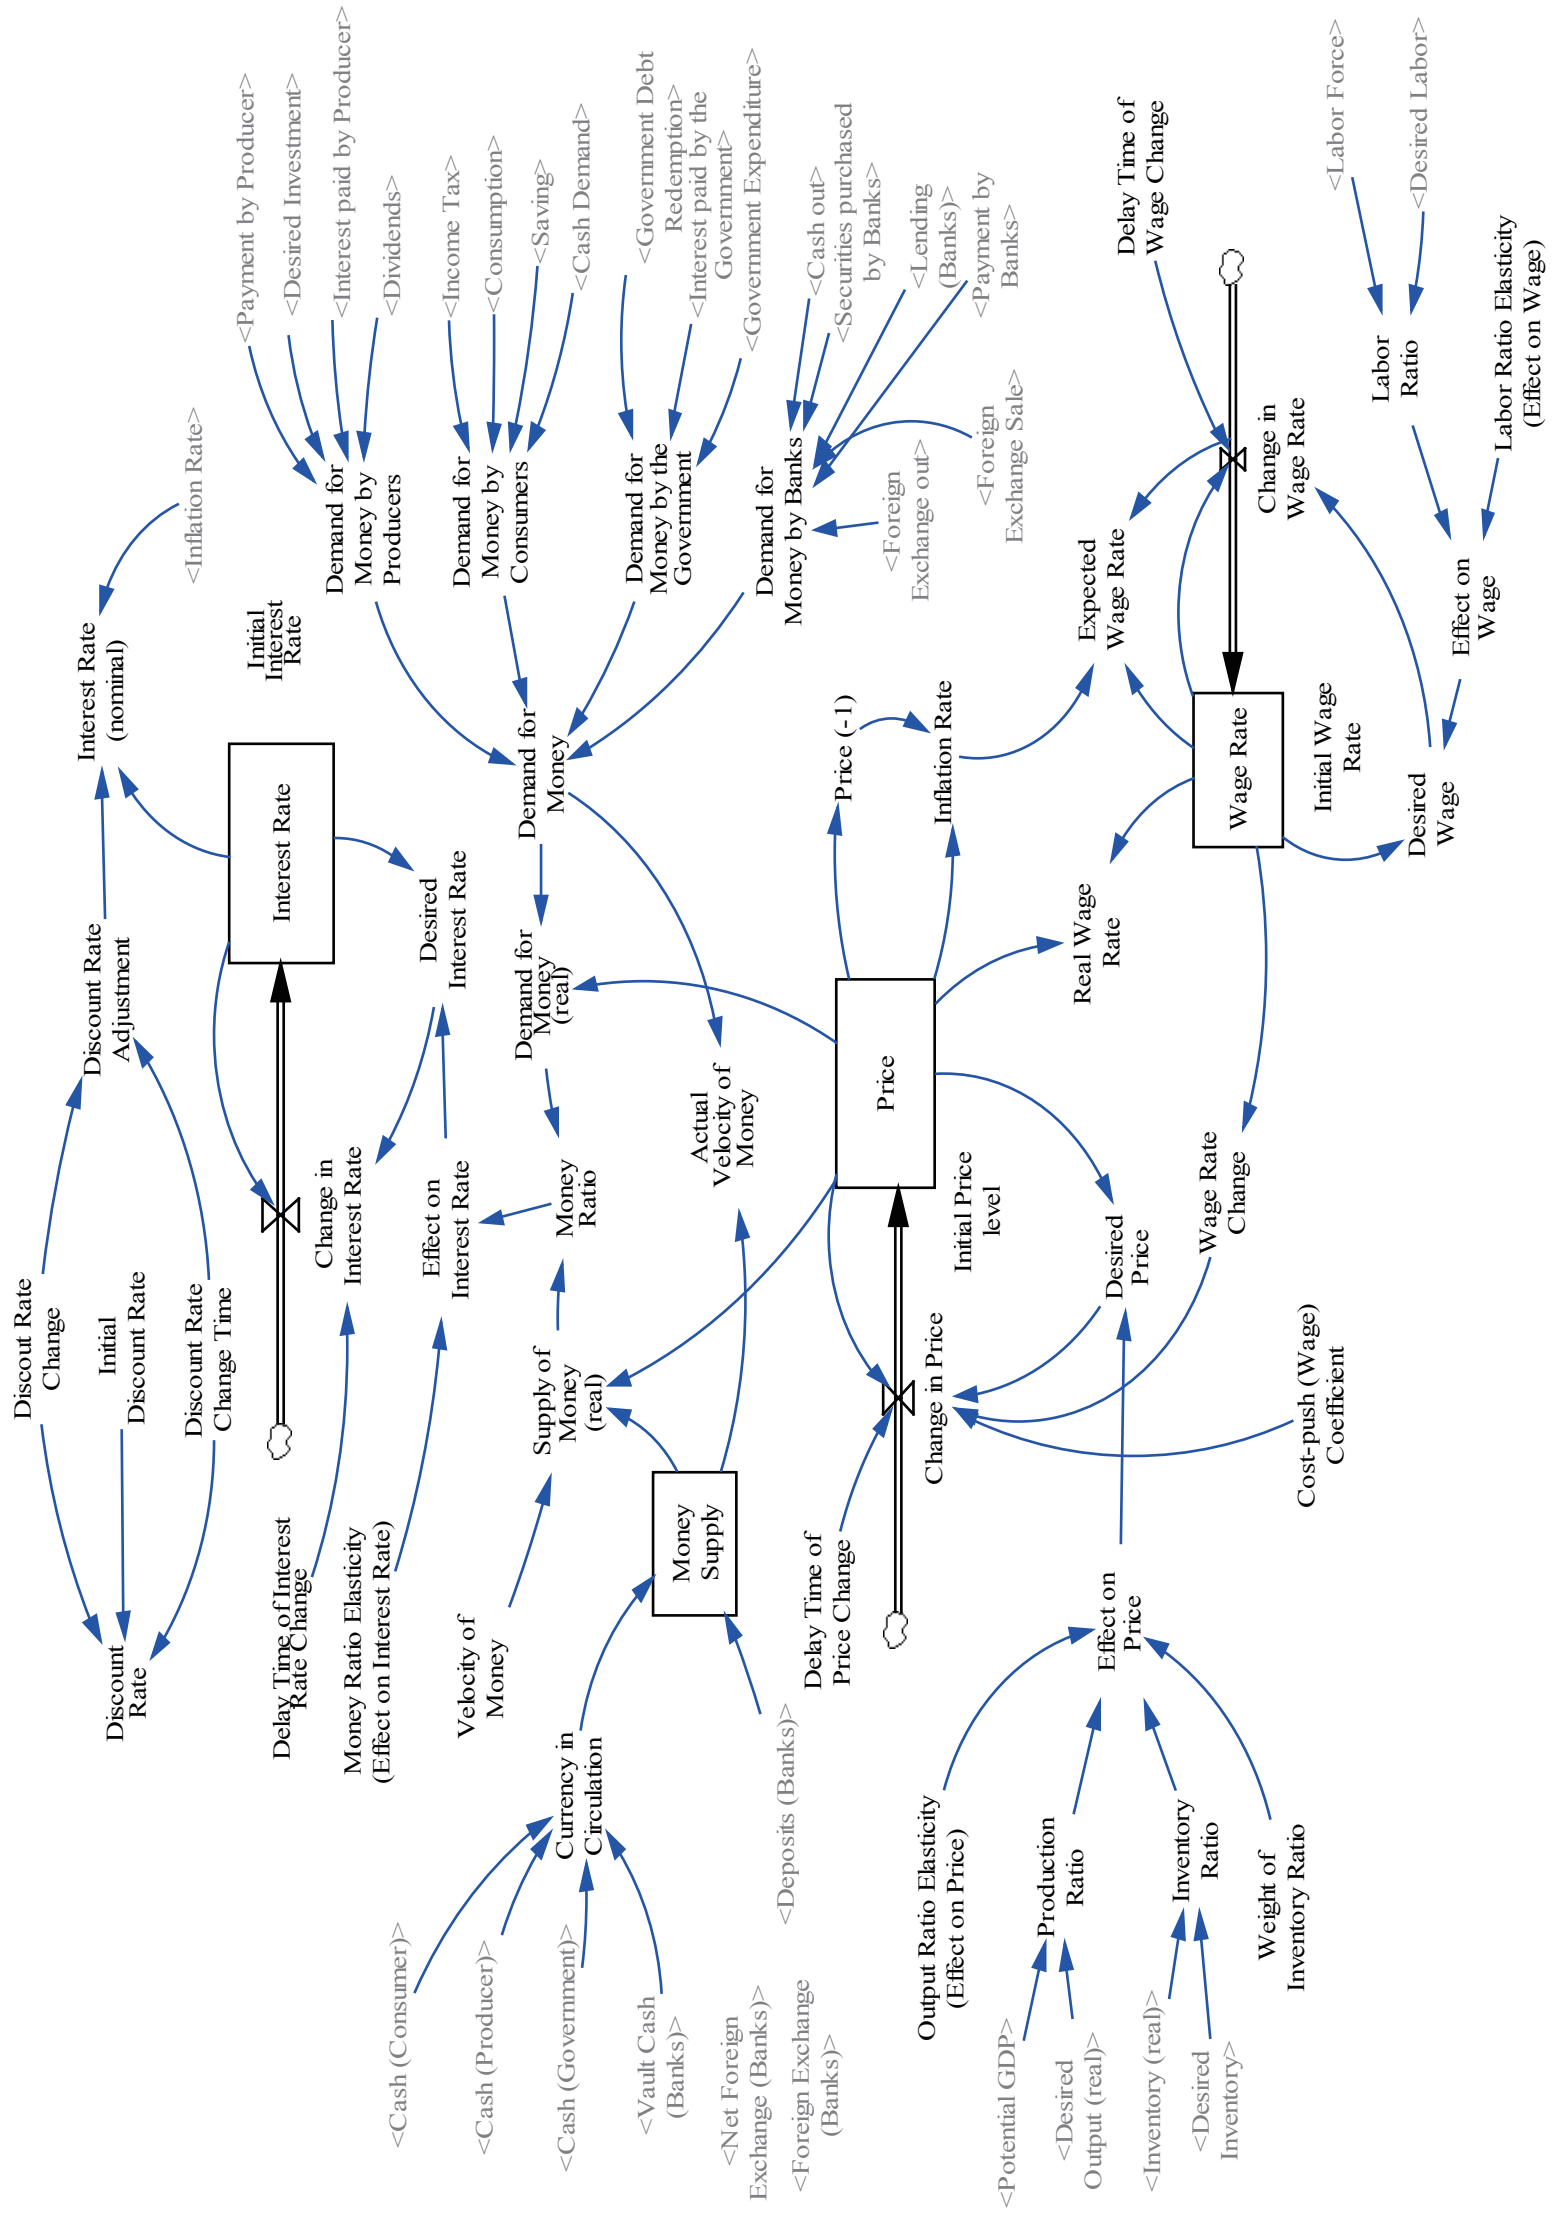 Discout Rate
Change
Initial
Discount Rate
Discount Rate
Change Time
Discount
Rate
Discount Rate
Adjustment
Interest Rate
(nominal)
<Inflation Rate>
Initial
Interest
Rate
Interest Rate
Change in
Interest Rate
Delay Time of Interest
Rate Change
Money Ratio Elasticity
(Effect on Interest Rate)
Effect on
Interest Rate
Desired
Interest Rate
<Payment by Producer>
<Desired Investment>
<Interest paid by Producer>
<Dividends>
Demand for
Money by
Producers
<Income Tax>
<Consumption>
<Saving>
<Cash Demand>
Demand for
Money by
Consumers
<Government Debt
Redemption>
<Interest paid by the
Government>
<Government Expenditure>
Demand for
Money by the
Government
<Cash out>
<Securities purchased
by Banks>
<Lending
(Banks)>
<Payment by
Banks>
<Foreign
Exchange out>
<Foreign
Exchange Sale>
Demand for
Money by Banks
Demand for
Money
Demand for
Money
(real)
Money
Ratio
Supply of
Money
(real)
Velocity of
Money
Actual
Velocity of
Money
Money
Supply
Currency in
Circulation
<Cash (Consumer)>
<Cash (Producer)>
<Cash (Government)>
<Vault Cash
(Banks)>
<Net Foreign
Exchange (Banks)>
<Foreign Exchange
(Banks)>
<Deposits (Banks)>
Price (-1)
Inflation Rate
Price
Initial Price
level
Change in Price
Delay Time of
Price Change
Desired
Price
Effect on
Price
Output Ratio Elasticity
(Effect on Price)
Production
Ratio
<Potential GDP>
<Desired
Output (real)>
Inventory
Ratio
<Inventory (real)>
<Desired
Inventory>
Weight of
Inventory Ratio
Wage Rate
Change
Cost-push (Wage)
Coefficient
Real Wage
Rate
Expected
Wage Rate
Wage Rate
Initial Wage
Rate
Change in
Wage Rate
Delay Time of
Wage Change
Desired
Wage
Effect on
Wage
Labor
Ratio
<Labor Force>
<Desired Labor>
Labor Ratio Elasticity
(Effect on Wage)